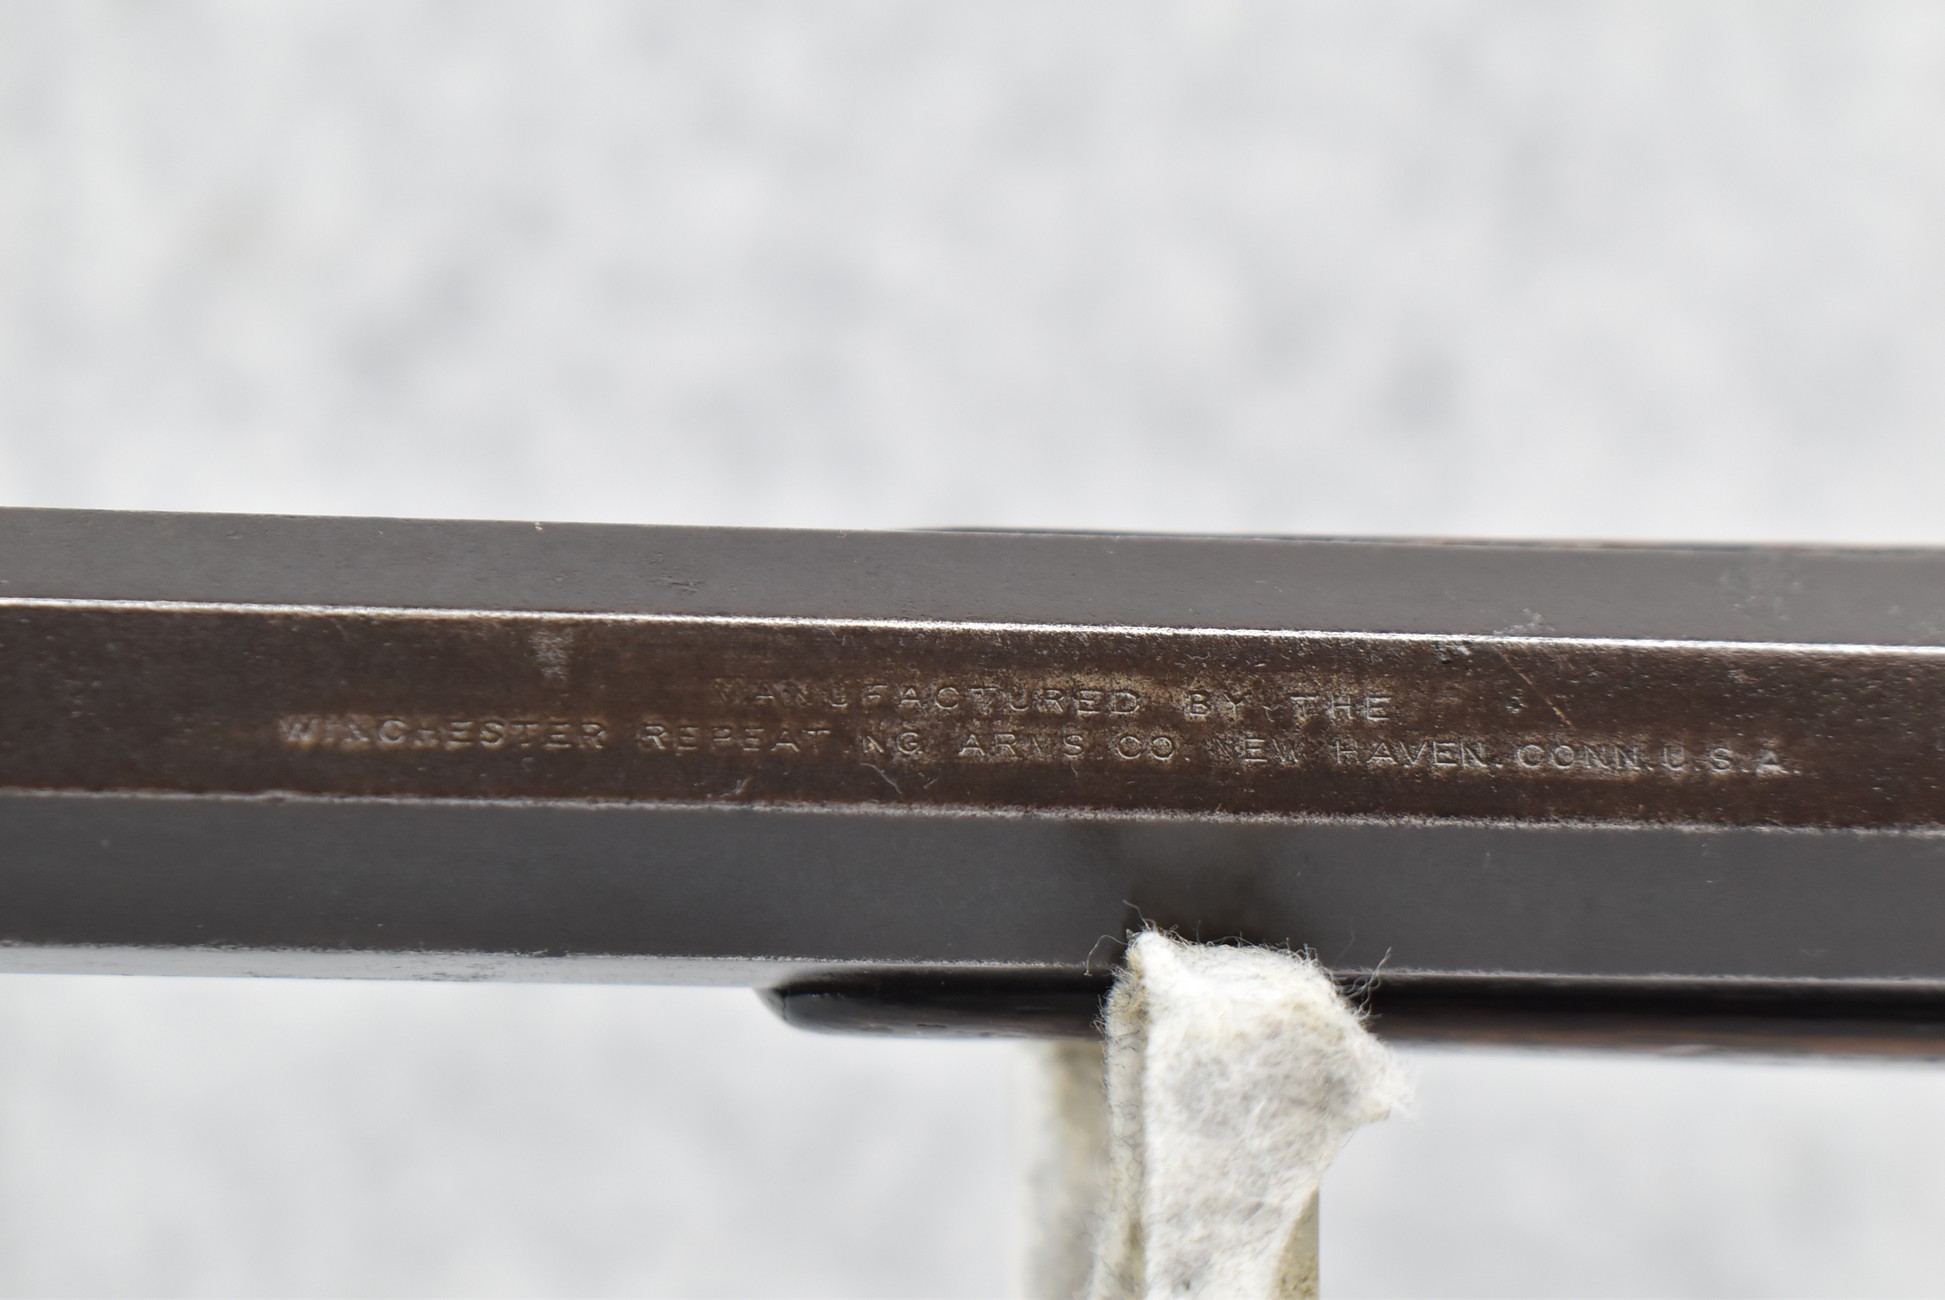 MANUFACTURED BY THE
WINCHESTER REPEATING ARMS CO. NEW HAVEN. CONN. U.S.A.